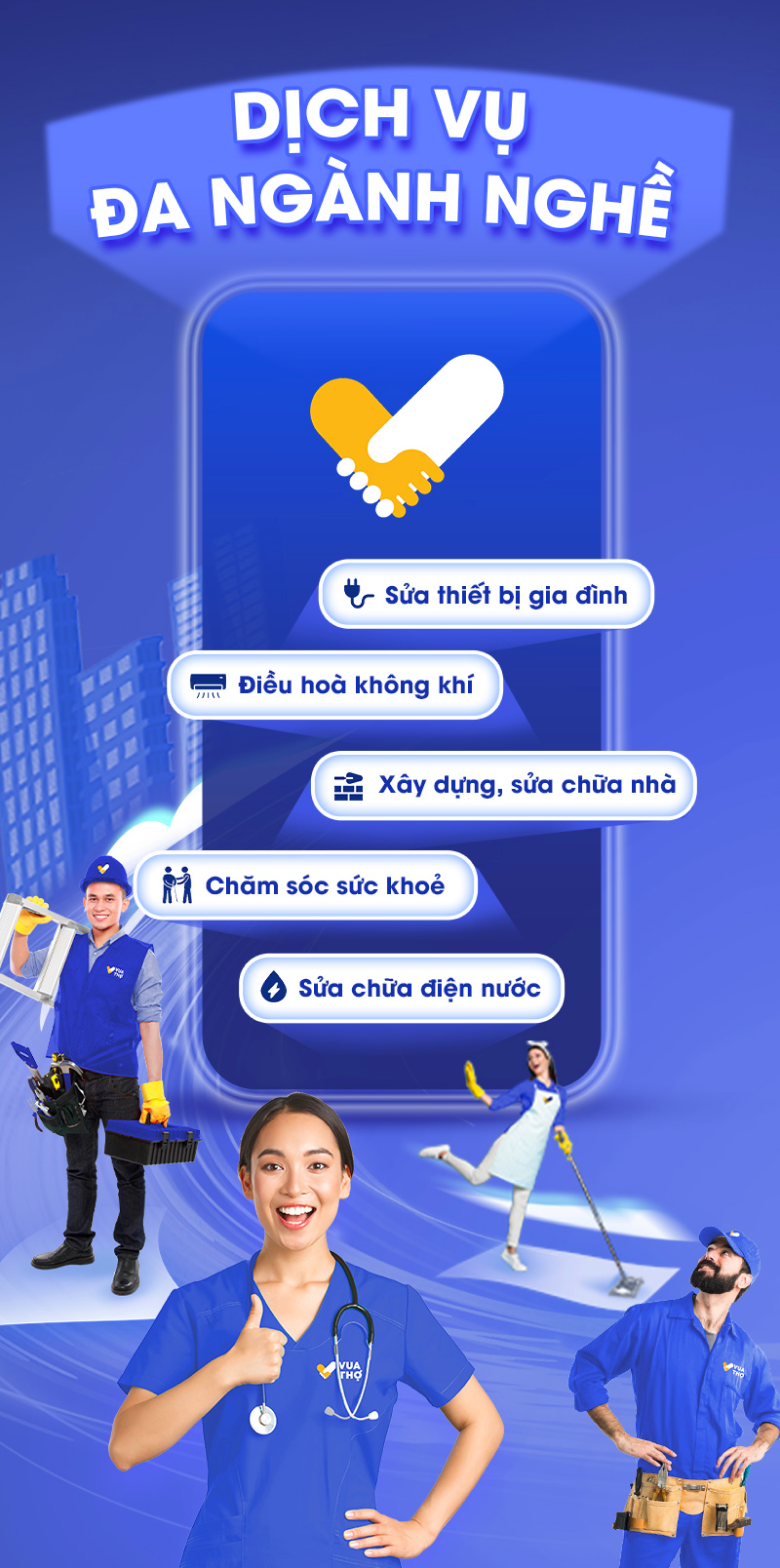 DỊCH VỤ
ĐA NGÀNH NGHỀ
Sửa thiết bị gia đình
Điều hoà không khí
Xây dựng, sửa chữa nhà
Chăm sóc sức khoẻ
Sửa chữa điện nước
VUA
THỢ
VUA
THỢ
VUA
THỢ